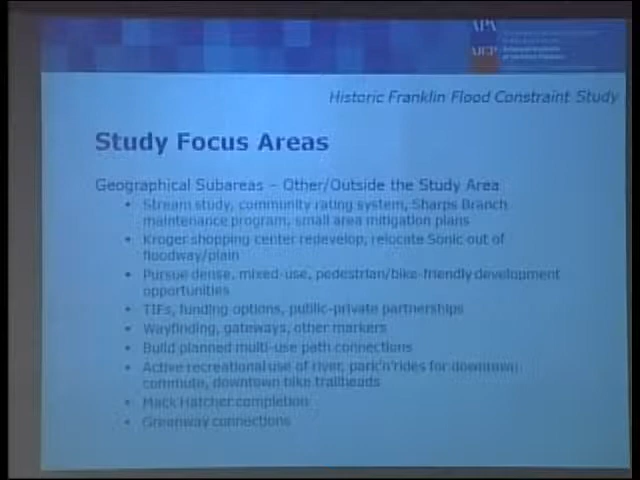 APA
AICP
Historic Franklin Flood Constraint Study
Study Focus Areas
Geographical Subareas – Other/Outside the Study Area
• Stream study, community rating system, Sharps Branch
maintenance program, small area mitigation plans
• Kroger shopping center redevelop, relocate Sonic out of
floodway/plain
• Pursue dense, mixed-use, pedestrian/bike-friendly development
opportunities
• TIFs, funding options, public-private partnerships
• Wayfinding, gateways, other markers
• Build planned multi-use path connections
• Active recreational use of river, park'n'rides for downtown
commute, downtown bike trailheads
• Mack Hatcher completion
• Greenway connections